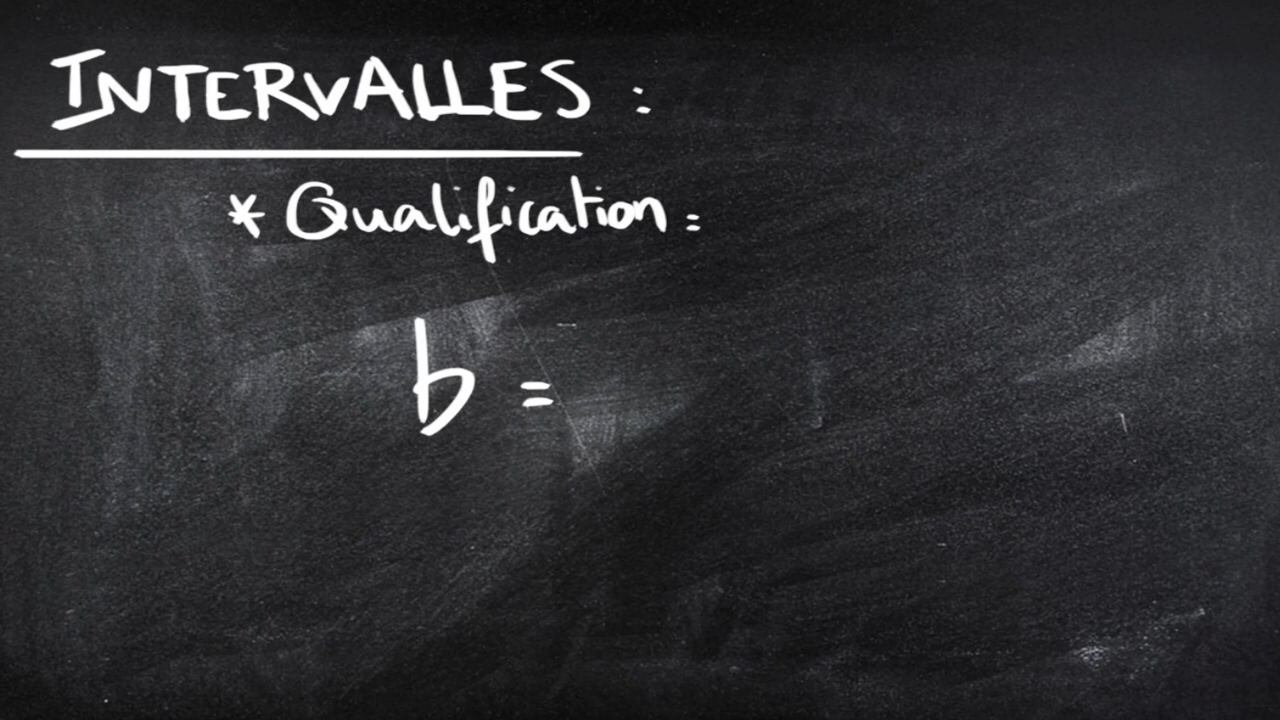 INTERVALLES :
* Qualification :
b =